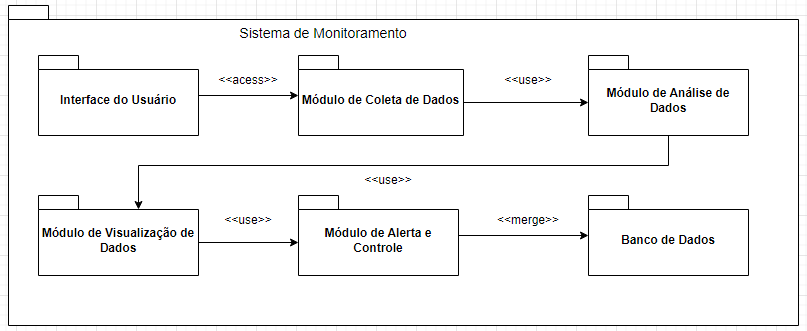 Sistema de Monitoramento
Interface do Usuário
<<acess>>
Módulo de Coleta de Dados
<<use>>
Módulo de Análise de
Dados
<<use>>
Módulo de Visualização de
Dados
<<use>>
Módulo de Alerta e
Controle
<<merge>>
Banco de Dados